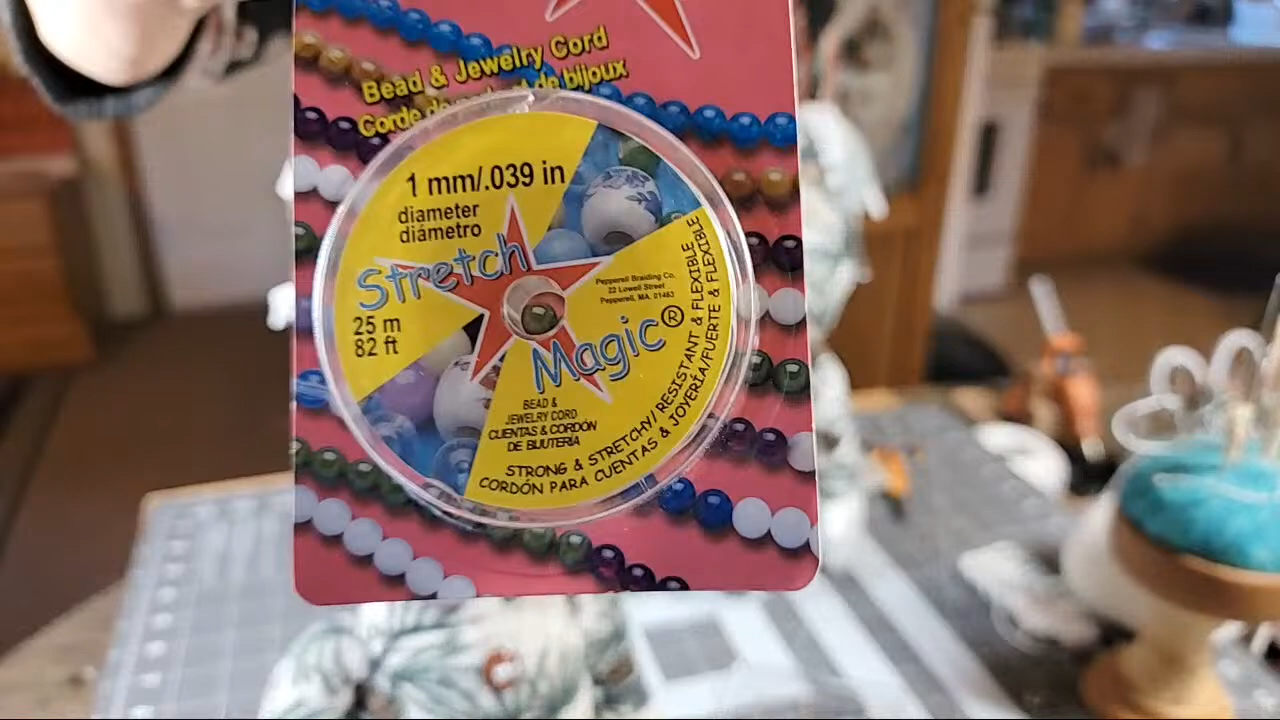 Bead & Jewelry Cord
Corde de de bijoux
1 mm/.039 in
diameter
diámetro
Stretch
Magic®
25 m
82 ft
Pepperell Braiding Co.
22 Lowell Street
Pepperell, MA. 01463
BEAD &
JEWELRY CORD
CUENTAS & CORDÓN
DE BIJUTERIA
STRONG & STRETCHY/ RESISTANT & FLEXIBLE
CORDÓN PARA CUENTAS & JOYERÍA/FUERTE & FLEXIBLE